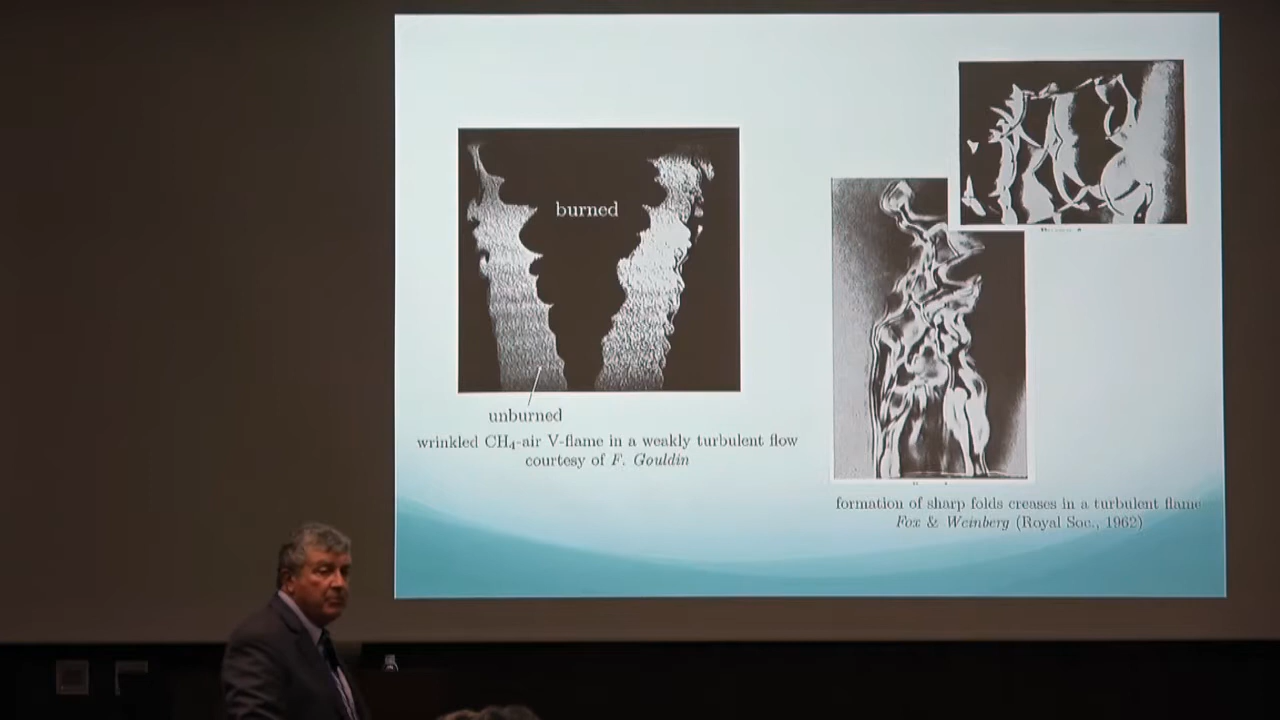 burned
unburned
wrinkled CH₄-air V-flame in a weakly turbulent flow
courtesy of F. Gouldin
formation of sharp folds creases in a turbulent flame
Fox & Weinberg (Royal Soc., 1962)